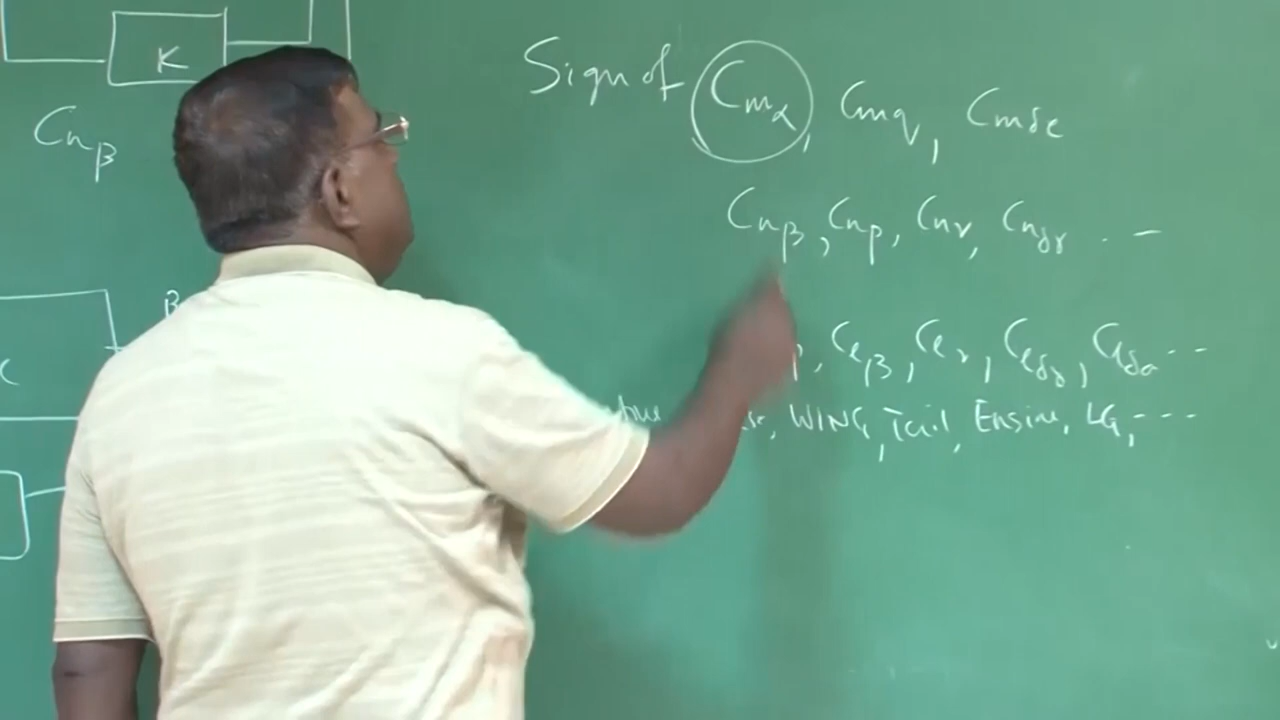 K
Cnβ
Sign of Cmα, Cmq, Cmδe
Cnβ, Cnp, Cnr, Cnδr . –
, Clβ, Clr, Clδr, Clδa --
WING, Tail, Engine, LG, ----
B
C